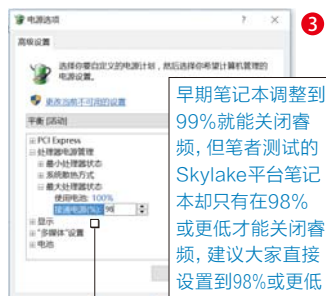 电源选项
?
×
3
高级设置
选择你要自定义的电源计划，然后选择你希望计算机管理的
电源设置。
更改当前不可用的设置
平衡 [活动]
PCI Express
处理器电源管理
最小处理器状态
系统散热方式
最大处理器状态
使用电池: 100%
接通电源(%): 98
显示
"多媒体"设置
电池
早期笔记本调整到
99%就能关闭睿
频，但笔者测试的
Skylake平台笔记
本却只有在98%
或更低才能关闭睿
频，建议大家直接
设置到98%或更低